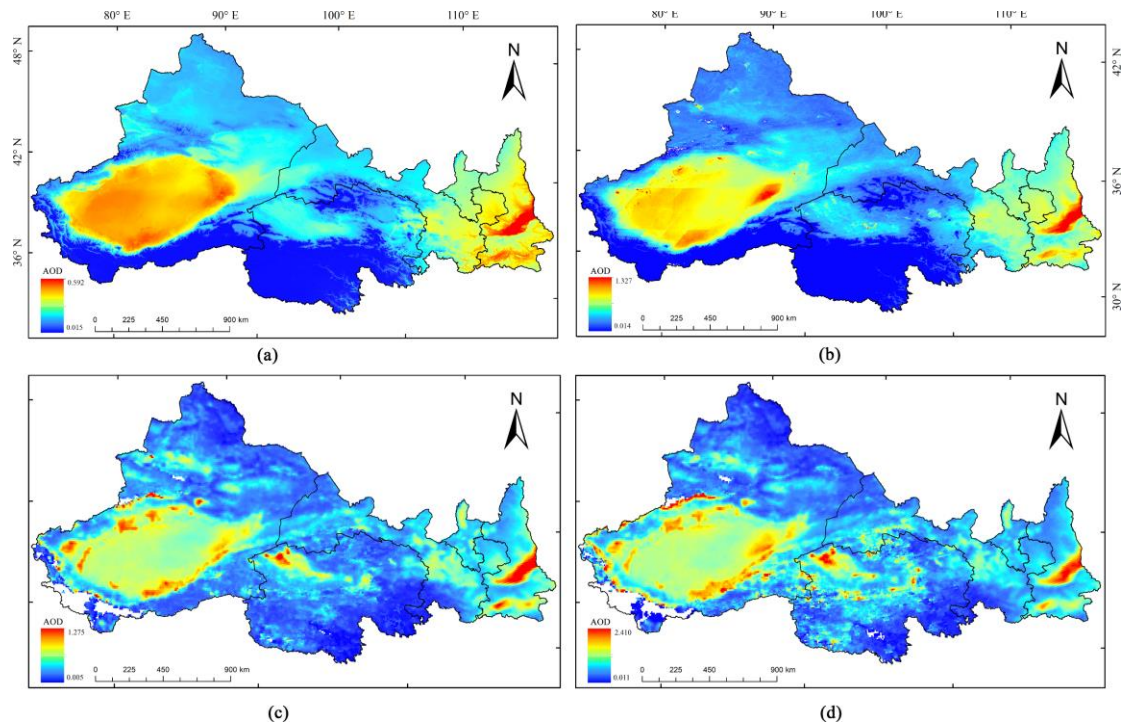 80° E 90° E 100° E 110° E
80° E 90° E 100° E 110° E
48° N
42° N
36° N
N
AOD
0.592
0.015
0 225 450 900 km
(a)
42° N
36° N
30° N
N
AOD
1.327
0.014
0 225 450 900 km
(b)
N
AOD
1.275
0.005
0 225 450 900 km
(c)
N
AOD
2.410
0.011
0 225 450 900 km
(d)